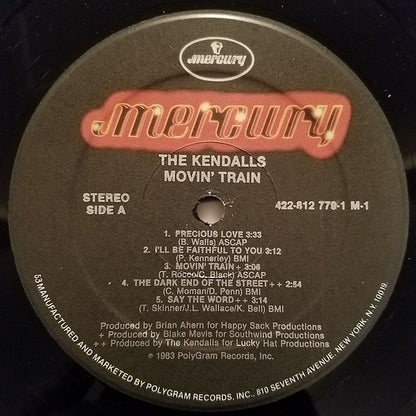 mercury
mercury
THE KENDALLS
MOVIN' TRAIN
STEREO
SIDE A
422-812 779-1 M-1
1. PRECIOUS LOVE 3:33
(B. Walls) ASCAP
2. I'LL BE FAITHFUL TO YOU 3:12
(P. Kennerley) BMI
3. MOVIN' TRAIN + 3:06
(T. Rocco/C. Black) ASCAP
4. THE DARK END OF THE STREET + + 2:54
(C. Moman/D. Penn) BMI
5. SAY THE WORD + + 3:14
(T. Skinner/J.L. Wallace/K. Bell) BMI
Produced by Brian Ahern for Happy Sack Productions
+ Produced by Blake Mevis for Southwind Productions
+ + Produced by The Kendalls for Lucky Hat Productions
℗ 1983 PolyGram Records, Inc.
53 MANUFACTURED AND MARKETED BY POLYGRAM RECORDS, INC., 810 SEVENTH AVENUE, NEW YORK, N.Y. 10019